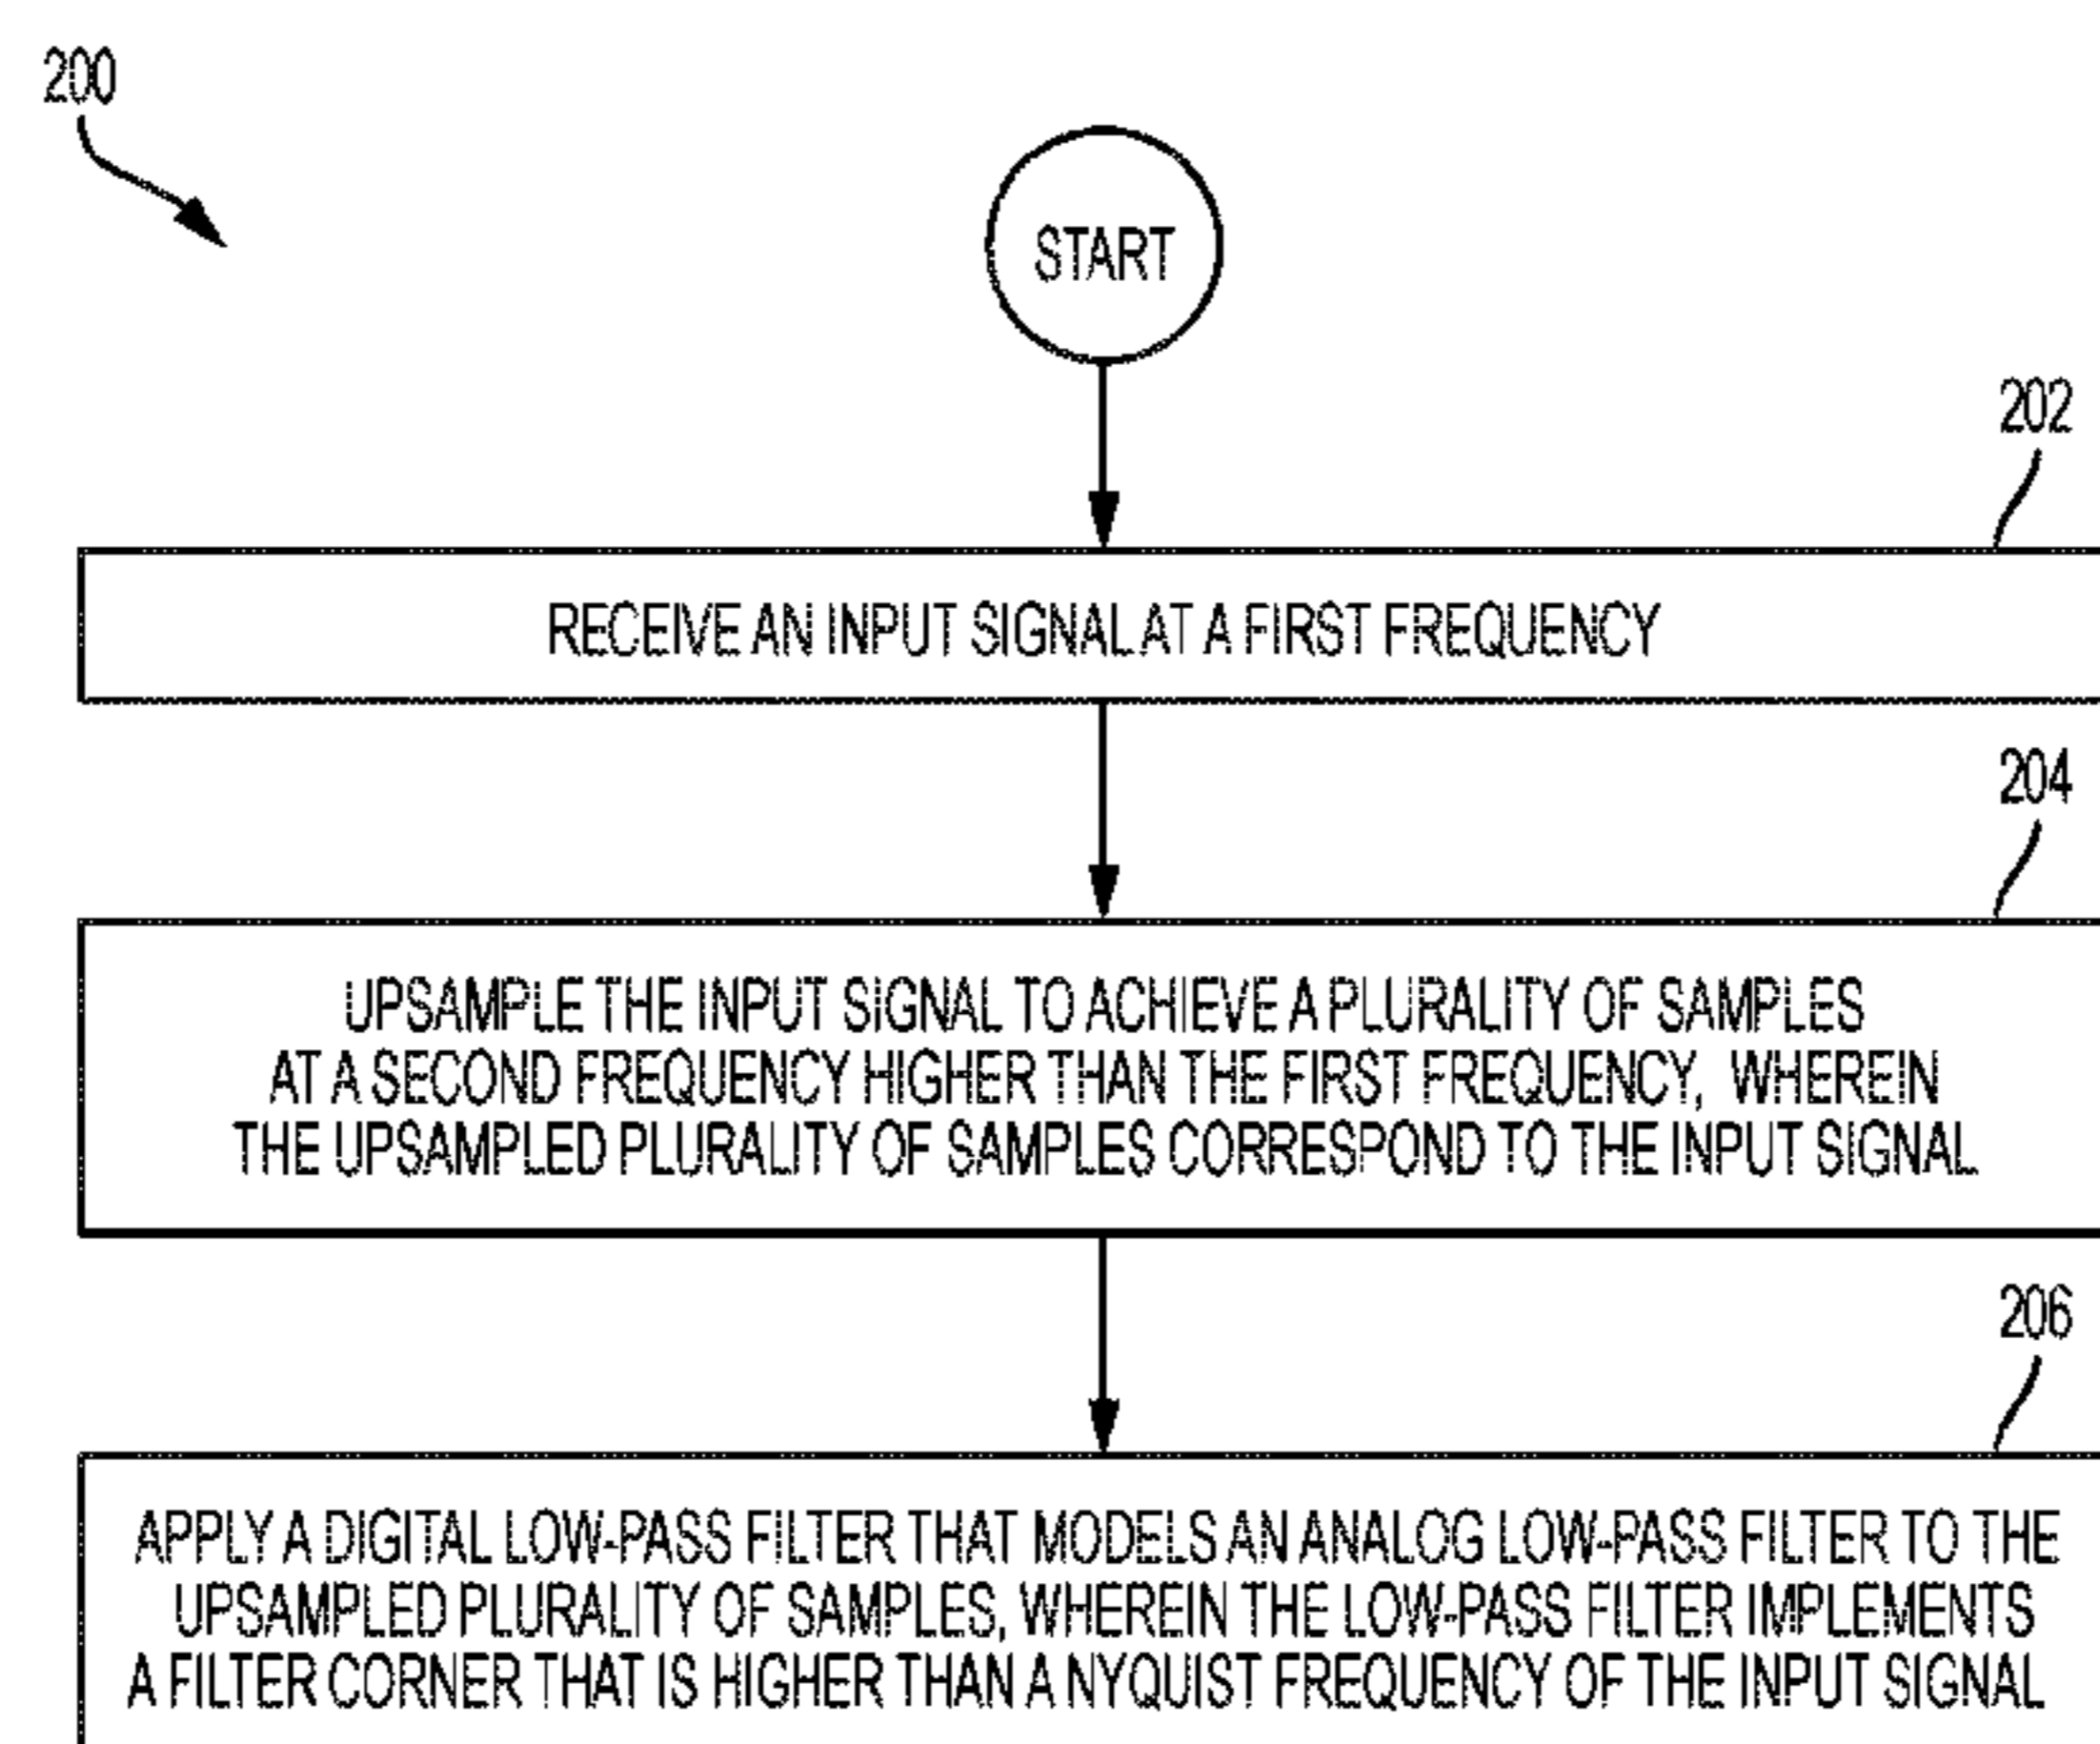 200
START
202
RECEIVE AN INPUT SIGNAL AT A FIRST FREQUENCY
204
UPSAMPLE THE INPUT SIGNAL TO ACHIEVE A PLURALITY OF SAMPLES
AT A SECOND FREQUENCY HIGHER THAN THE FIRST FREQUENCY, WHEREIN
THE UPSAMPLED PLURALITY OF SAMPLES CORRESPOND TO THE INPUT SIGNAL
206
APPLY A DIGITAL LOW-PASS FILTER THAT MODELS AN ANALOG LOW-PASS FILTER TO THE
UPSAMPLED PLURALITY OF SAMPLES, WHEREIN THE LOW-PASS FILTER IMPLEMENTS
A FILTER CORNER THAT IS HIGHER THAN A NYQUIST FREQUENCY OF THE INPUT SIGNAL